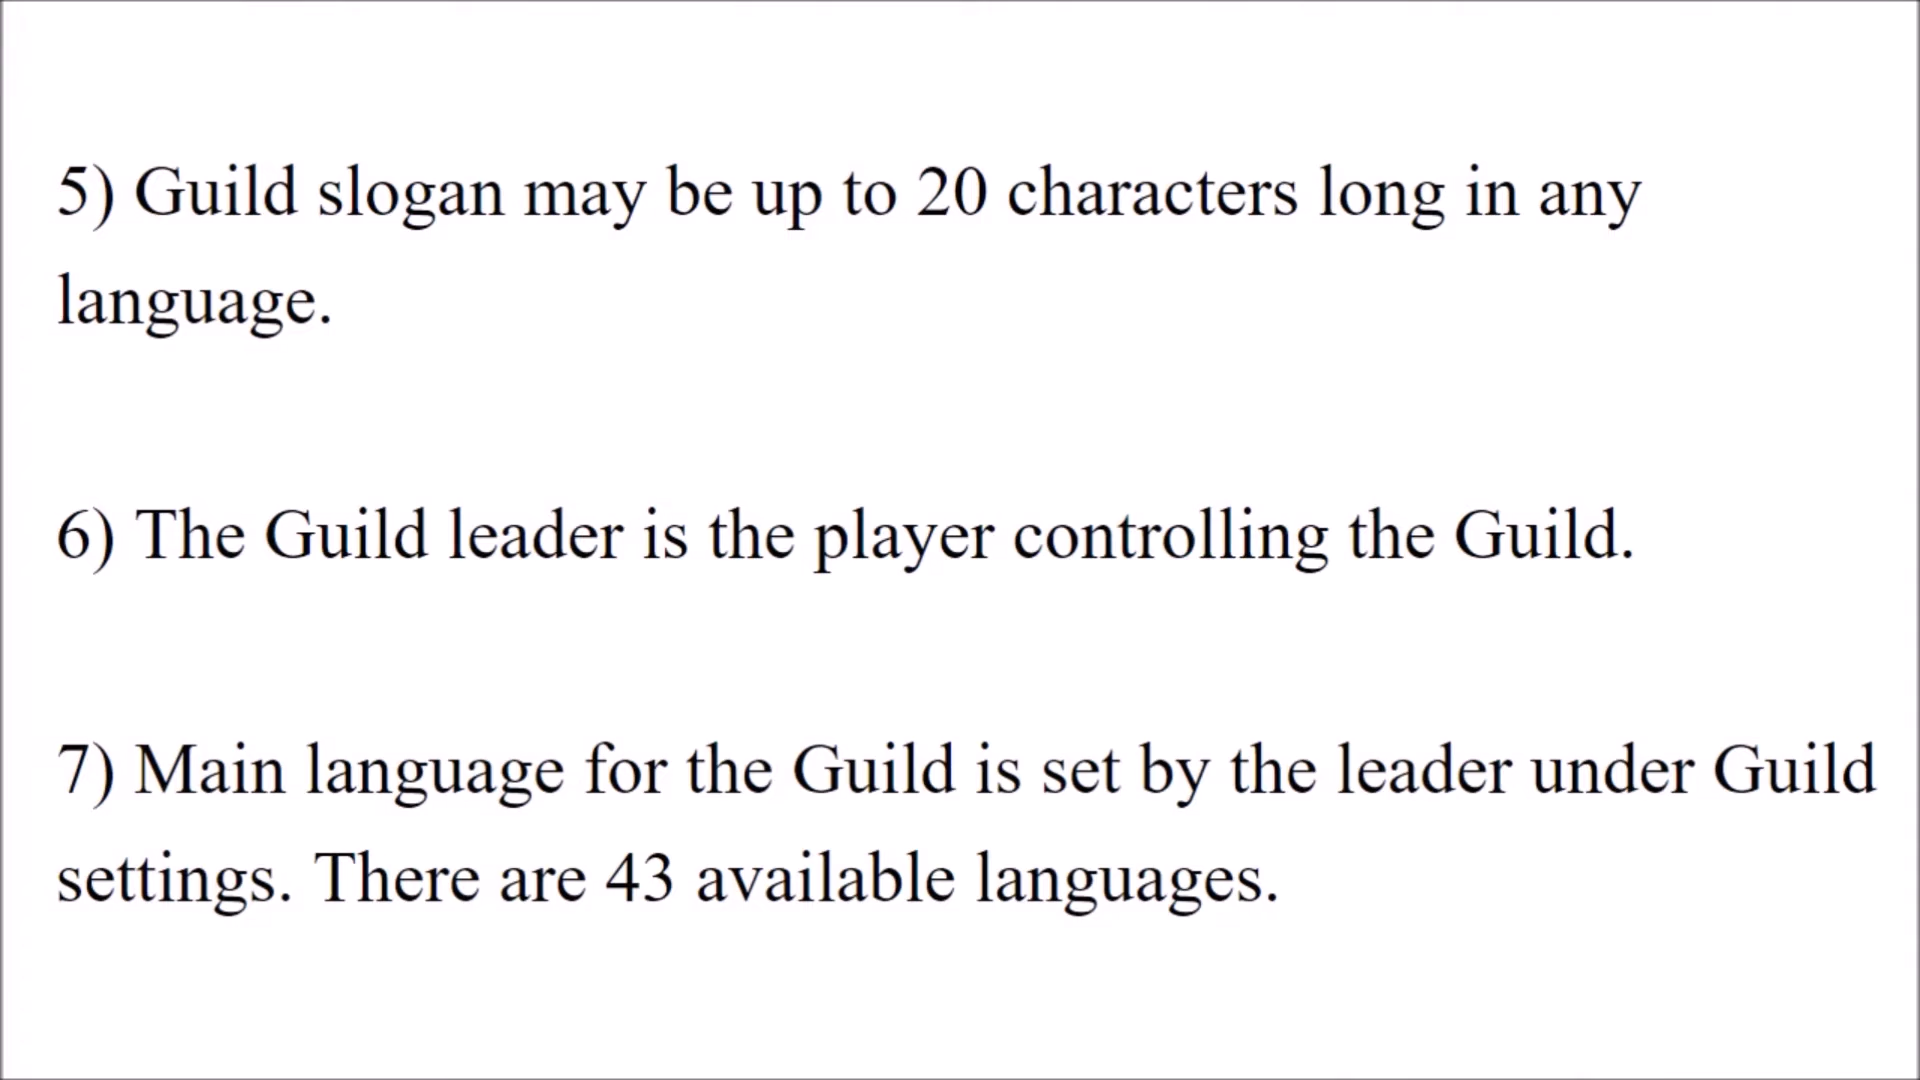 5) Guild slogan may be up to 20 characters long in any
language.
6) The Guild leader is the player controlling the Guild.
7) Main language for the Guild is set by the leader under Guild
settings. There are 43 available languages.